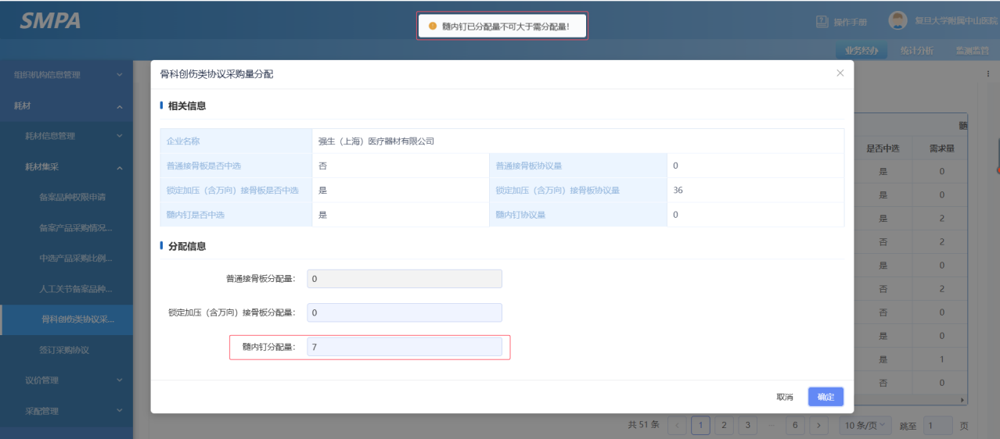 SMPA
髓内钉已分配量不可大于需分配量!
操作手册
复旦大学附属中山医院
业务经办 统计分析 监测监管
组织机构信息管理
耗材
耗材信息管理
耗材集采
备案品种权限申请
备案产品采购情况...
中选产品采购比例...
人工关节备案品种...
骨科创伤类协议采...
签订采购协议
议价管理
采配管理
骨科创伤类协议采购量分配
相关信息
企业名称 强生（上海）医疗器材有限公司
普通接骨板是否中选 否 普通接骨板协议量 0
锁定加压（含万向）接骨板是否中选 是 锁定加压（含万向）接骨板协议量 36
髓内钉是否中选 是 髓内钉协议量 0
分配信息
普通接骨板分配量： 0
锁定加压（含万向）接骨板分配量： 0
髓内钉分配量： 7
取消 确定
是否中选 需求量
是 0
是 0
是 2
否 2
是 0
否 2
否 0
是 0
是 1
否 0
共 51 条 1 2 3 ... 6 10 条/页 跳至 1 页